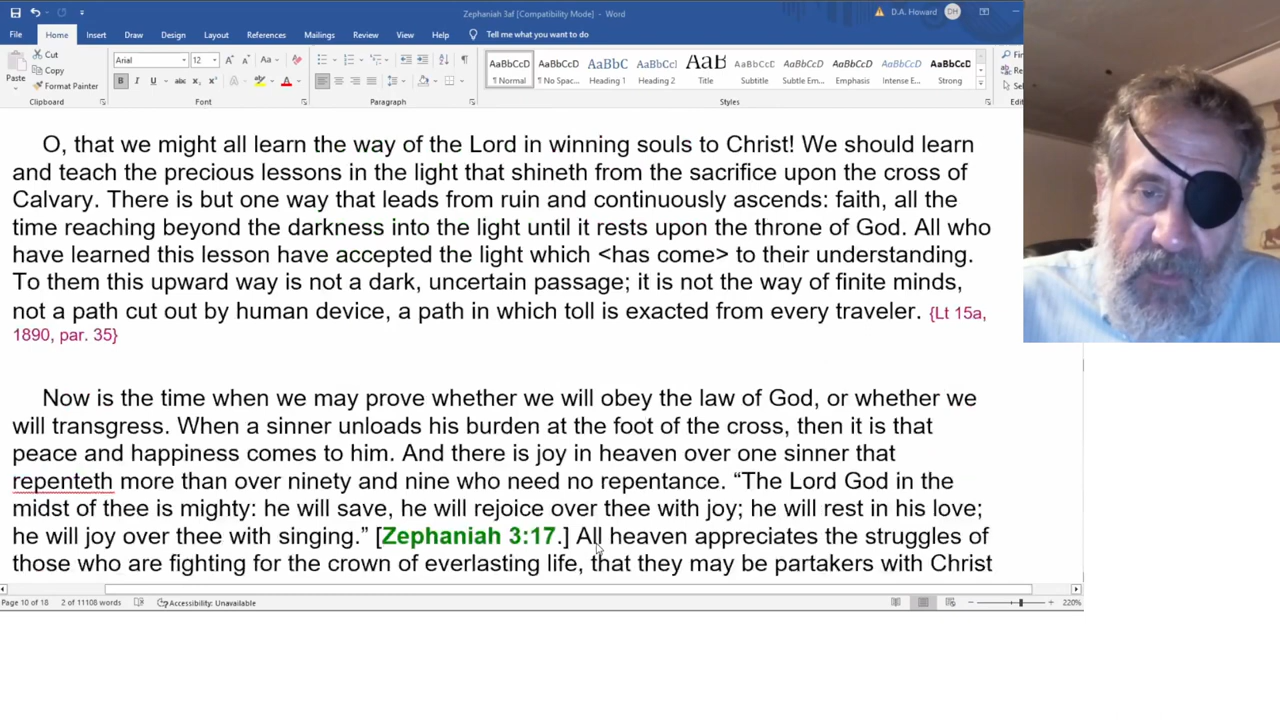 Zephaniah 3af [Compatibility Mode] - Word
D.A. Howard DH
File Home Insert Draw Design Layout References Mailings Review View Help Tell me what you want to do
Paste
Cut
Copy
Format Painter
Clipboard
Arial 12
Font
Paragraph
AaBbCcD AaBbCcD AaBbC AaBbCcl AaB AaBbCcD AaBbCcD AaBbCcD AaBbCcD AaBbCcD
¶ Normal ¶ No Spac... Heading 1 Heading 2 Title Subtitle Subtle Em... Emphasis Intense E... Strong
Styles
O, that we might all learn the way of the Lord in winning souls to Christ! We should learn
and teach the precious lessons in the light that shineth from the sacrifice upon the cross of
Calvary. There is but one way that leads from ruin and continuously ascends: faith, all the
time reaching beyond the darkness into the light until it rests upon the throne of God. All who
have learned this lesson have accepted the light which <has come> to their understanding.
To them this upward way is not a dark, uncertain passage; it is not the way of finite minds,
not a path cut out by human device, a path in which toll is exacted from every traveler. {Lt 15a,
1890, par. 35}
Now is the time when we may prove whether we will obey the law of God, or whether we
will transgress. When a sinner unloads his burden at the foot of the cross, then it is that
peace and happiness comes to him. And there is joy in heaven over one sinner that
repenteth more than over ninety and nine who need no repentance. “The Lord God in the
midst of thee is mighty: he will save, he will rejoice over thee with joy; he will rest in his love;
he will joy over thee with singing.” [Zephaniah 3:17.] All heaven appreciates the struggles of
those who are fighting for the crown of everlasting life, that they may be partakers with Christ
Page 10 of 18 2 of 11108 words Accessibility: Unavailable 220%